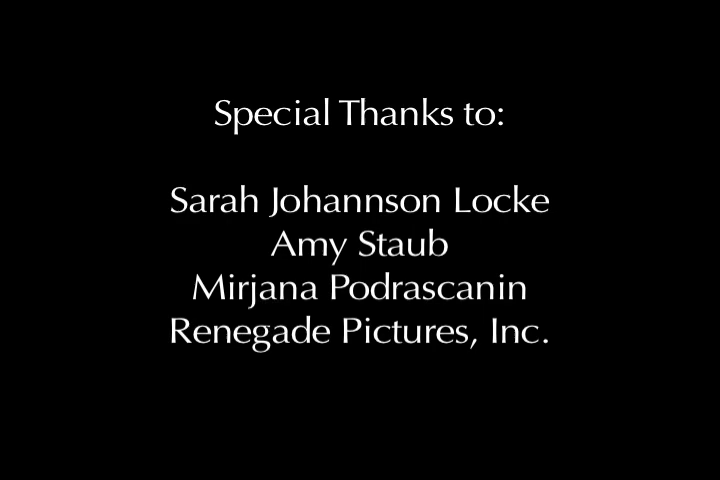 Special Thanks to:
Sarah Johannson Locke
Amy Staub
Mirjana Podrascanin
Renegade Pictures, Inc.